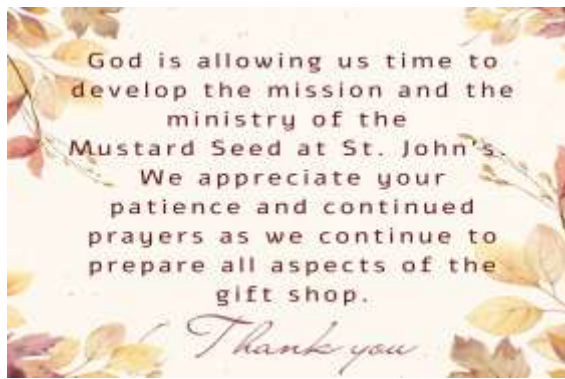 God is allowing us time to
develop the mission and the
ministry of the
Mustard Seed at St. John's.
We appreciate your
patience and continued
prayers as we continue to
prepare all aspects of the
gift shop.
Thank you